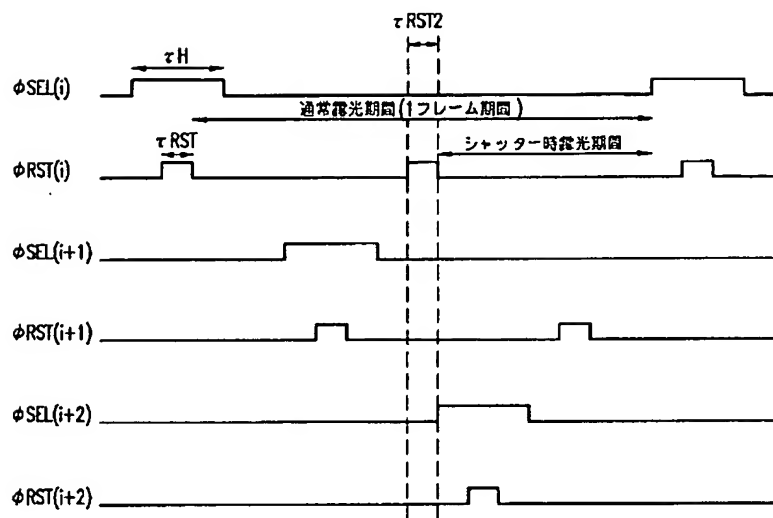 τRST2
τH
φSEL(i)
通常露光期間(1フレーム期間)
τRST
シャッター時露光期間
φRST(i)
φSEL(i+1)
φRST(i+1)
φSEL(i+2)
φRST(i+2)